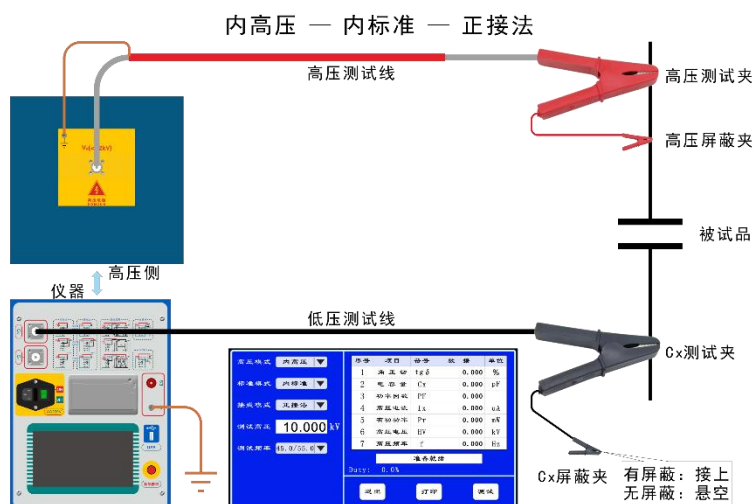 内高压 — 内标准 — 正接法
高压测试线
高压测试夹
高压屏蔽夹
被试品
高压侧
仪器
低压测试线
Cx测试夹
高压模式 内高压
标准模式 内标准
接线模式 正接法
测试高压 10.000 kV
测试频率 45.0/55.0
序号 项目 符号 数 据 单位
1 角正切 tgδ 0.000 %
2 电容量 Cx 0.000 pF
3 功率因数 PF 0.000
4 高压电流 Ix 0.000 uA
5 有功功率 Pr 0.000 mW
6 高压电压 HV 0.000 kV
7 高压频率 f 0.000 Hz
准备就绪
Duty: 0.0%
退出 打印 测试
Cx屏蔽夹
有屏蔽：接上
无屏蔽：悬空